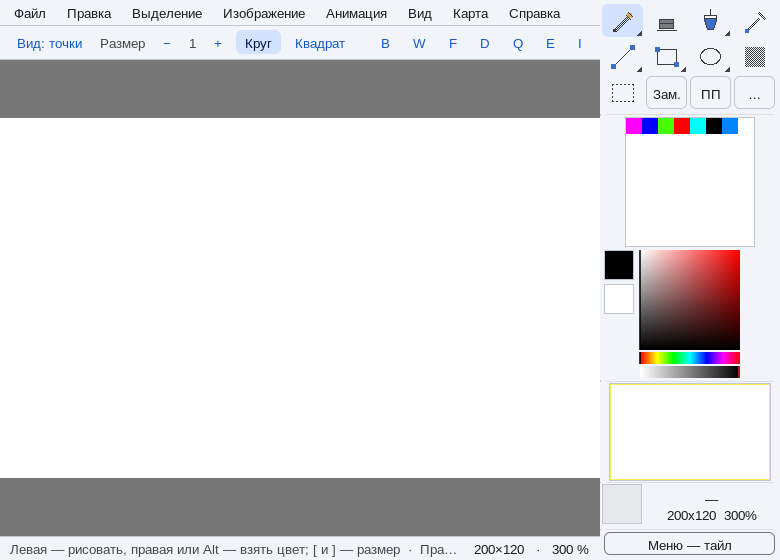 Файл Правка Выделение Изображение Анимация Вид Карта Справка
Вид: точки Размер − 1 + Круг Квадрат B W F D Q E I
Зам. ПП ...
—
200x120 300%
Левая — рисовать, правая или Alt — взять цвет; [ и ] — размер · Пра… 200×120 · 300 %
Меню — тайл